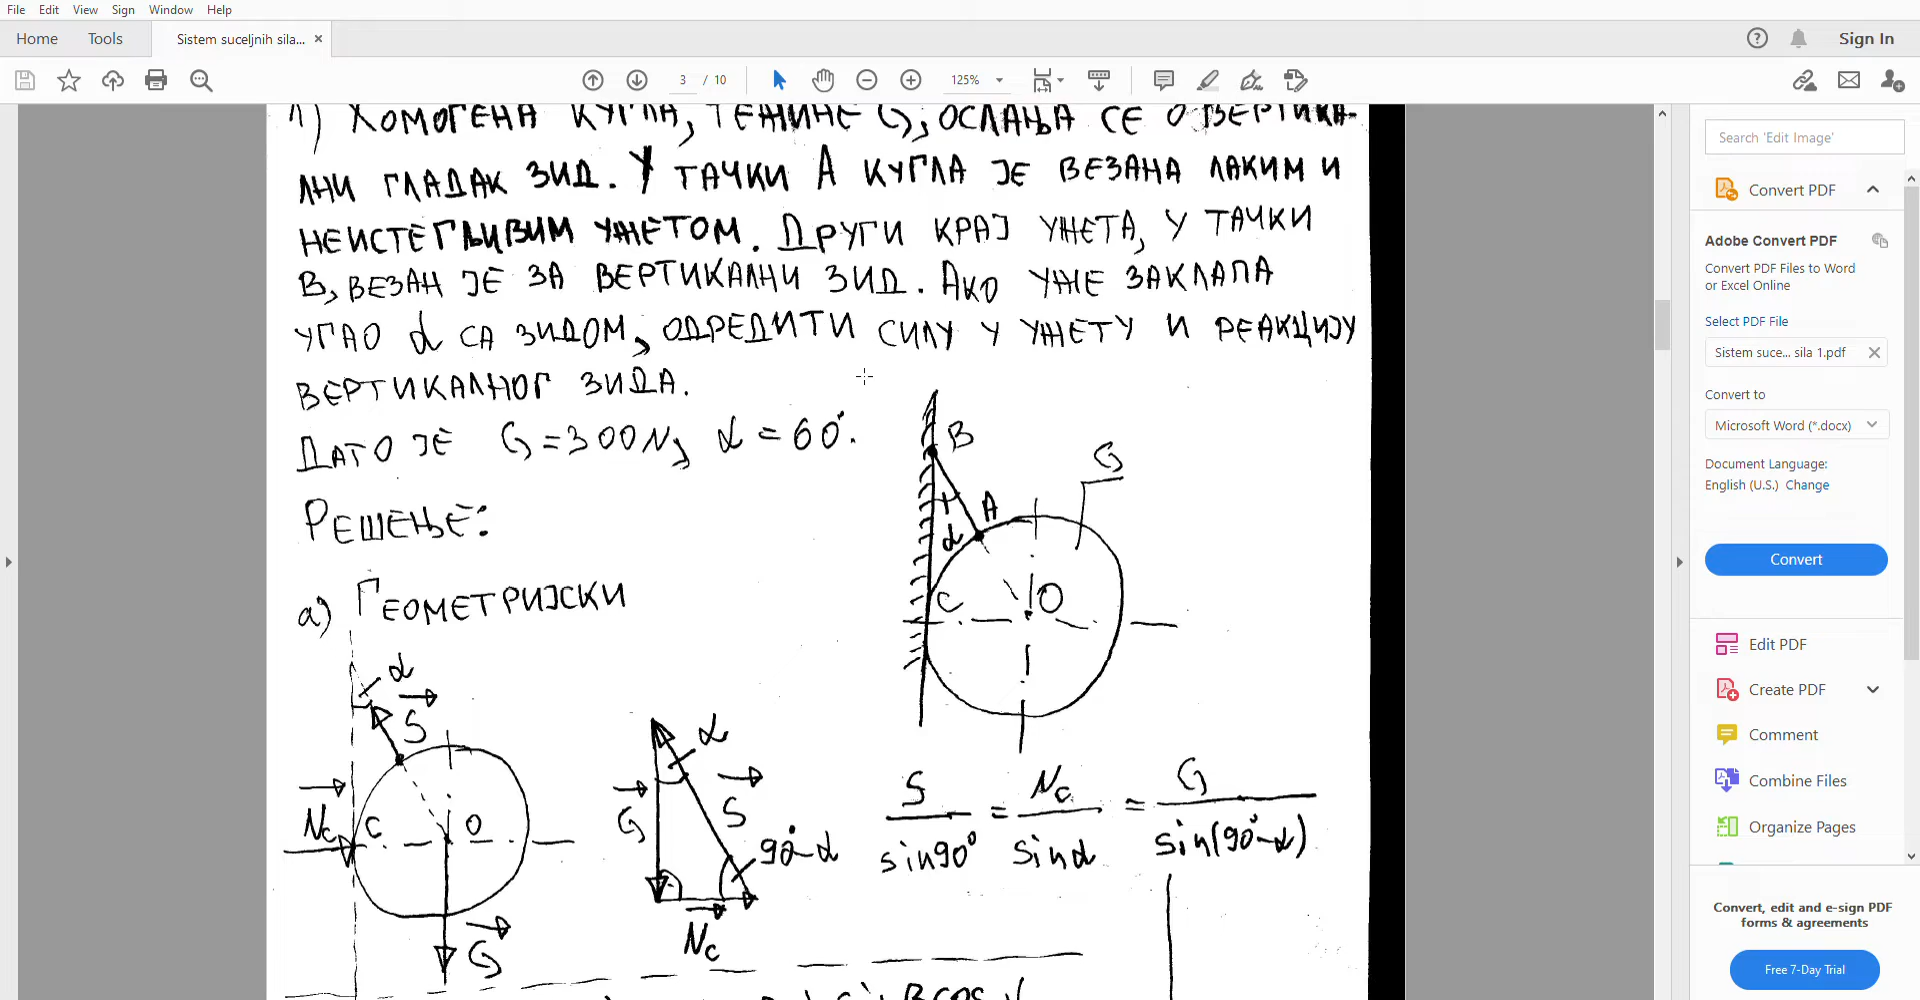 File Edit View Sign Window Help
Home Tools Sistem suceljnih sila... × Sign In
3 / 10 125%
1) ХОМОГЕНА КУГЛА, ТЕЖИНЕ G, ОСЛАЊА СЕ О ВЕРТИКА-
ЛНИ ГЛАДАК ЗИД. У ТАЧКИ А КУГЛА ЈЕ ВЕЗАНА ЛАКИМ И
НЕИСТЕГЉИВИМ УЖЕТОМ. ДРУГИ КРАЈ УЖЕТА, У ТАЧКИ
B, ВЕЗАН ЈЕ ЗА ВЕРТИКАЛНИ ЗИД. АКО УЖЕ ЗАКЛАПА
УГАО α СА ЗИДОМ, ОДРЕДИТИ СИЛУ У УЖЕТУ И РЕАКЦИЈУ
ВЕРТИКАЛНОГ ЗИДА.
ДАТО ЈЕ G=300N, α=60°.
B
G
A
α
C
O
РЕШЕЊЕ:
а) ГЕОМЕТРИЈСКИ
α
S
Nc
C
O
G
α
G
S
90°-α
Nc
S/sin90° = Nc/sinα = G/sin(90°-α)
Search 'Edit Image'
Convert PDF
Adobe Convert PDF
Convert PDF Files to Word
or Excel Online
Select PDF File
Sistem suce... sila 1.pdf
Convert to
Microsoft Word (*.docx)
Document Language:
English (U.S.) Change
Convert
Edit PDF
Create PDF
Comment
Combine Files
Organize Pages
Convert, edit and e-sign PDF
forms & agreements
Free 7-Day Trial